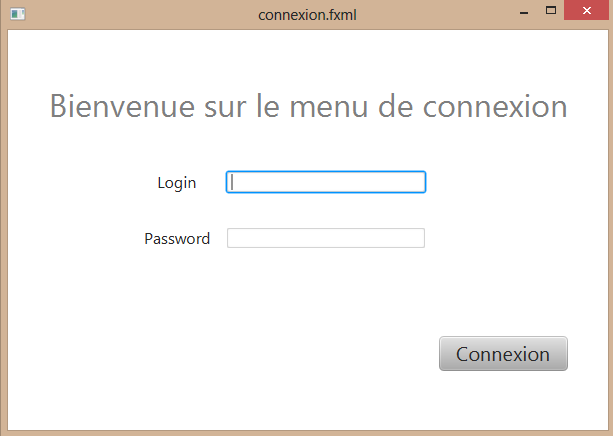 connexion.fxml
Bienvenue sur le menu de connexion
Login
Password
Connexion